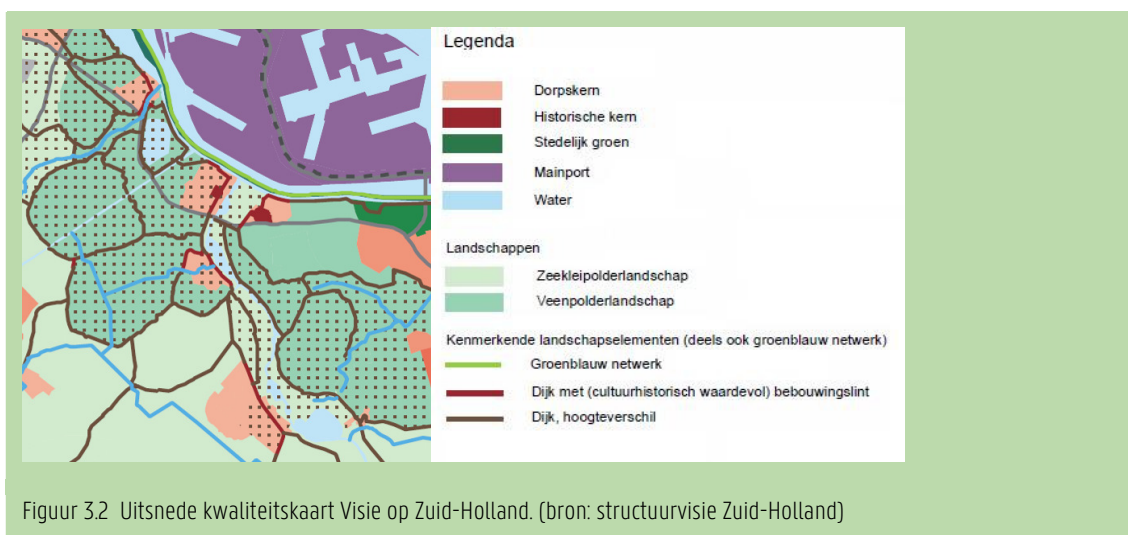 Legenda
Dorpskern
Historische kern
Stedelijk groen
Mainport
Water
Landschappen
Zeekleipolderlandschap
Veenpolderlandschap
Kenmerkende landschapselementen (deels ook groenblauw netwerk)
Groenblauw netwerk
Dijk met (cultuurhistorisch waardevol) bebouwingslint
Dijk, hoogteverschil
Figuur 3.2 Uitsnede kwaliteitskaart Visie op Zuid-Holland. (bron: structuurvisie Zuid-Holland)